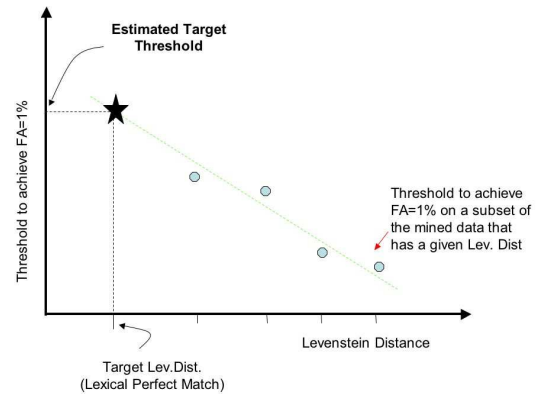 Estimated Target
Threshold
Threshold to achieve FA=1%
Threshold to achieve
FA=1% on a subset of
the mined data that
has a given Lev. Dist
Levenstein Distance
Target Lev.Dist.
(Lexical Perfect Match)